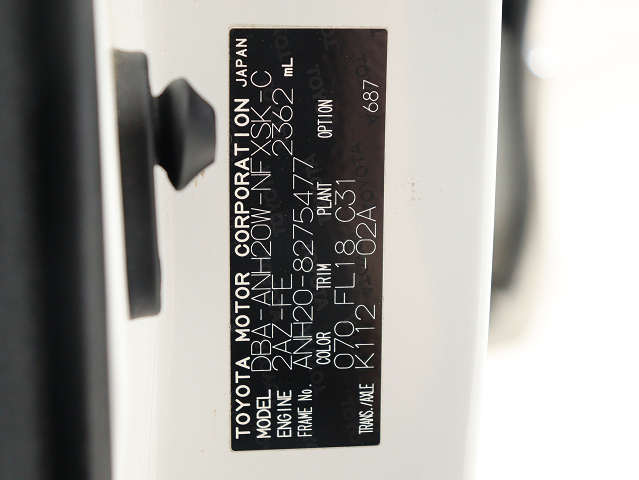 TOYOTA MOTOR CORPORATION JAPAN
MODEL DBA-ANH20W-NFXSK-C
ENGINE 2AZ-FE 2362 mL
FRAME No. ANH20-8275477
COLOR TRIM PLANT OPTION
070 FL18 C31
TRANS./AXLE K112 -02A
687